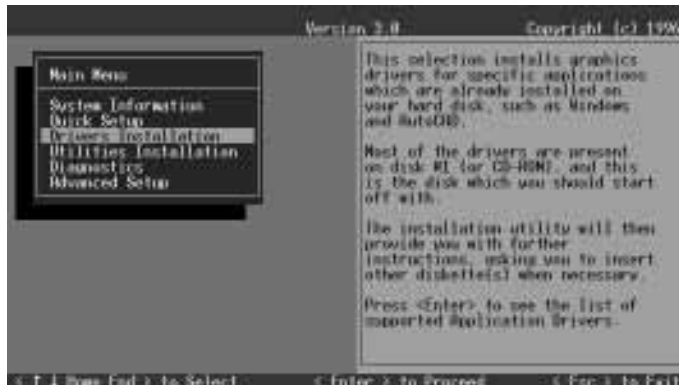 Version 3.0 Copyright (c) 1996
Main Menu
System Information
Quick Setup
Drivers Installation
Utilities Installation
Diagnostics
Advanced Setup
This selection installs graphics
drivers for specific applications
which are already installed on
your hard disk, such as Windows
and AutoCAD.
Most of the drivers are present
on disk #1 (or CD-ROM), and this
is the disk which you should start
off with.
The installation utility will then
provide you with further
instructions, asking you to insert
other diskette(s) when necessary.
Press <Enter> to see the list of
supported Application Drivers.
< ↑ ↓ Home End > to Select < Enter > to Proceed < Esc > to Exit